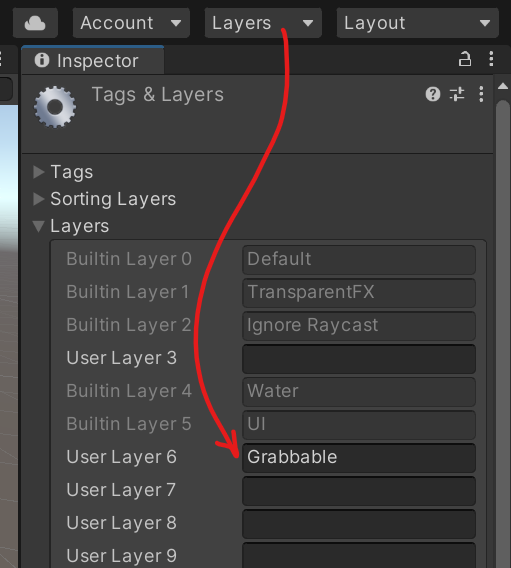 Account Layers Layout
Inspector
Tags & Layers
Tags
Sorting Layers
Layers
Builtin Layer 0 Default
Builtin Layer 1 TransparentFX
Builtin Layer 2 Ignore Raycast
User Layer 3
Builtin Layer 4 Water
Builtin Layer 5 UI
User Layer 6 Grabbable
User Layer 7
User Layer 8
User Layer 9